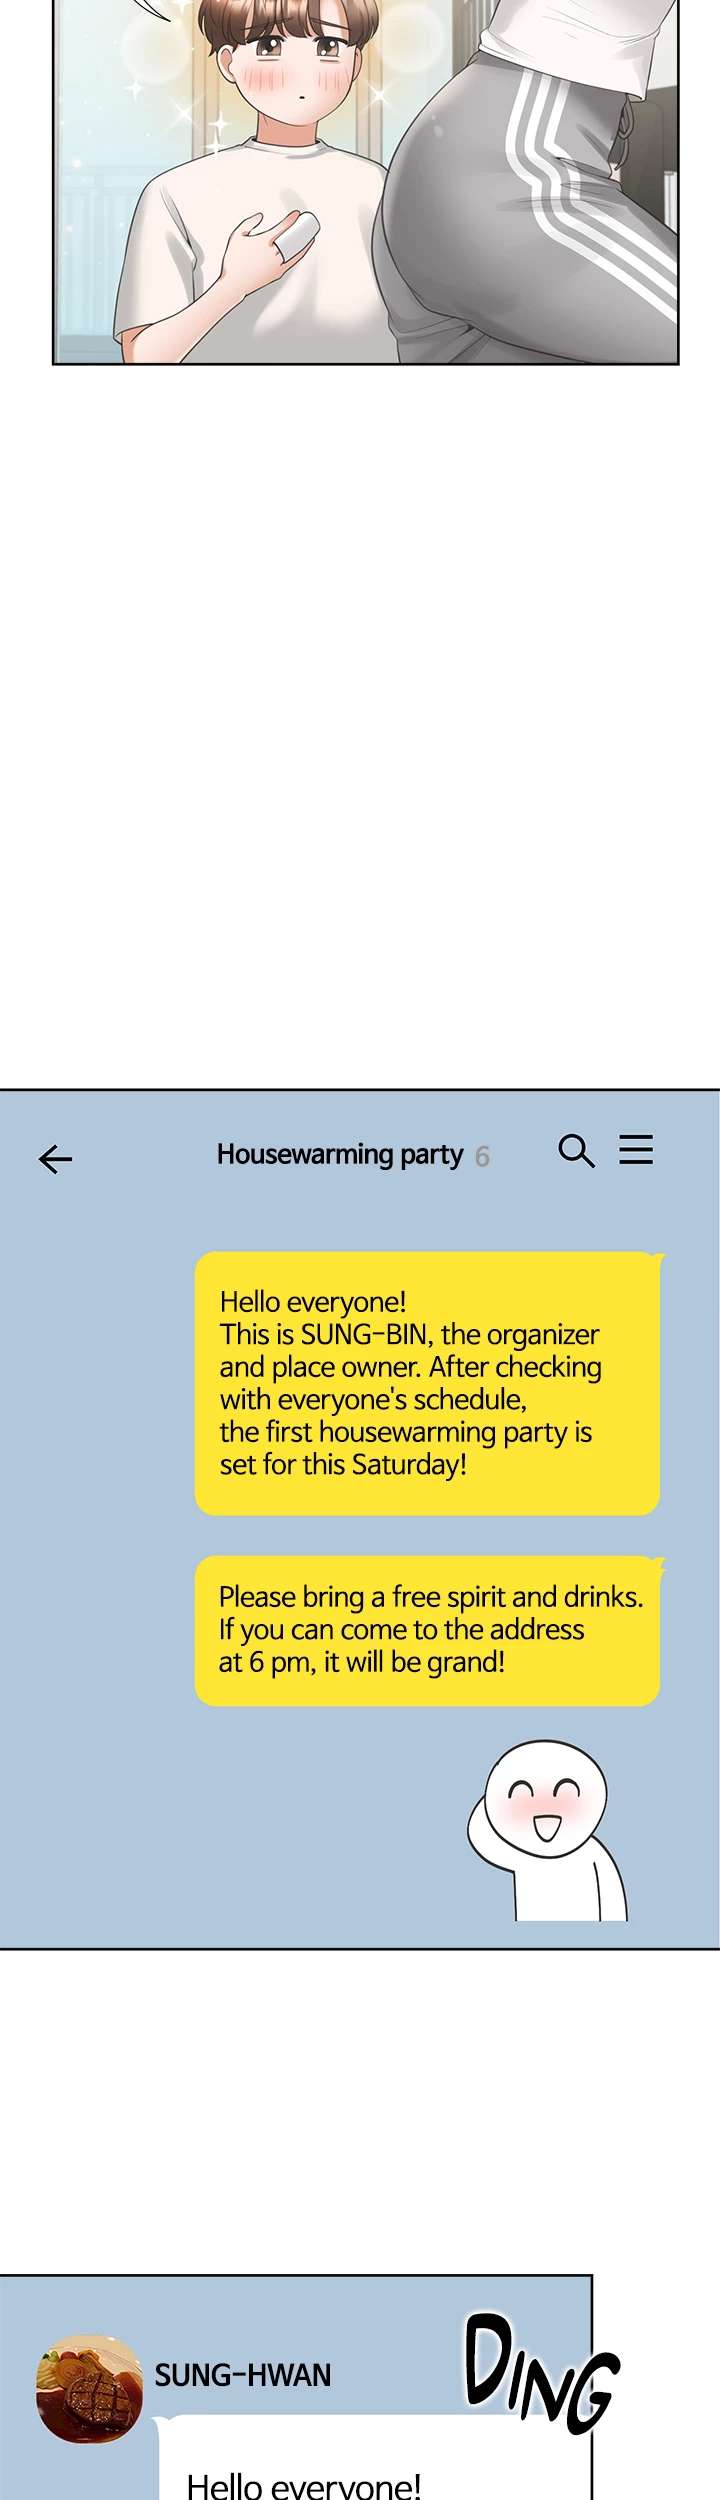 Housewarming party 6
Hello everyone!
This is SUNG-BIN, the organizer
and place owner. After checking
with everyone's schedule,
the first housewarming party is
set for this Saturday!
Please bring a free spirit and drinks.
If you can come to the address
at 6 pm, it will be grand!
DING
SUNG-HWAN
Hello everyone!